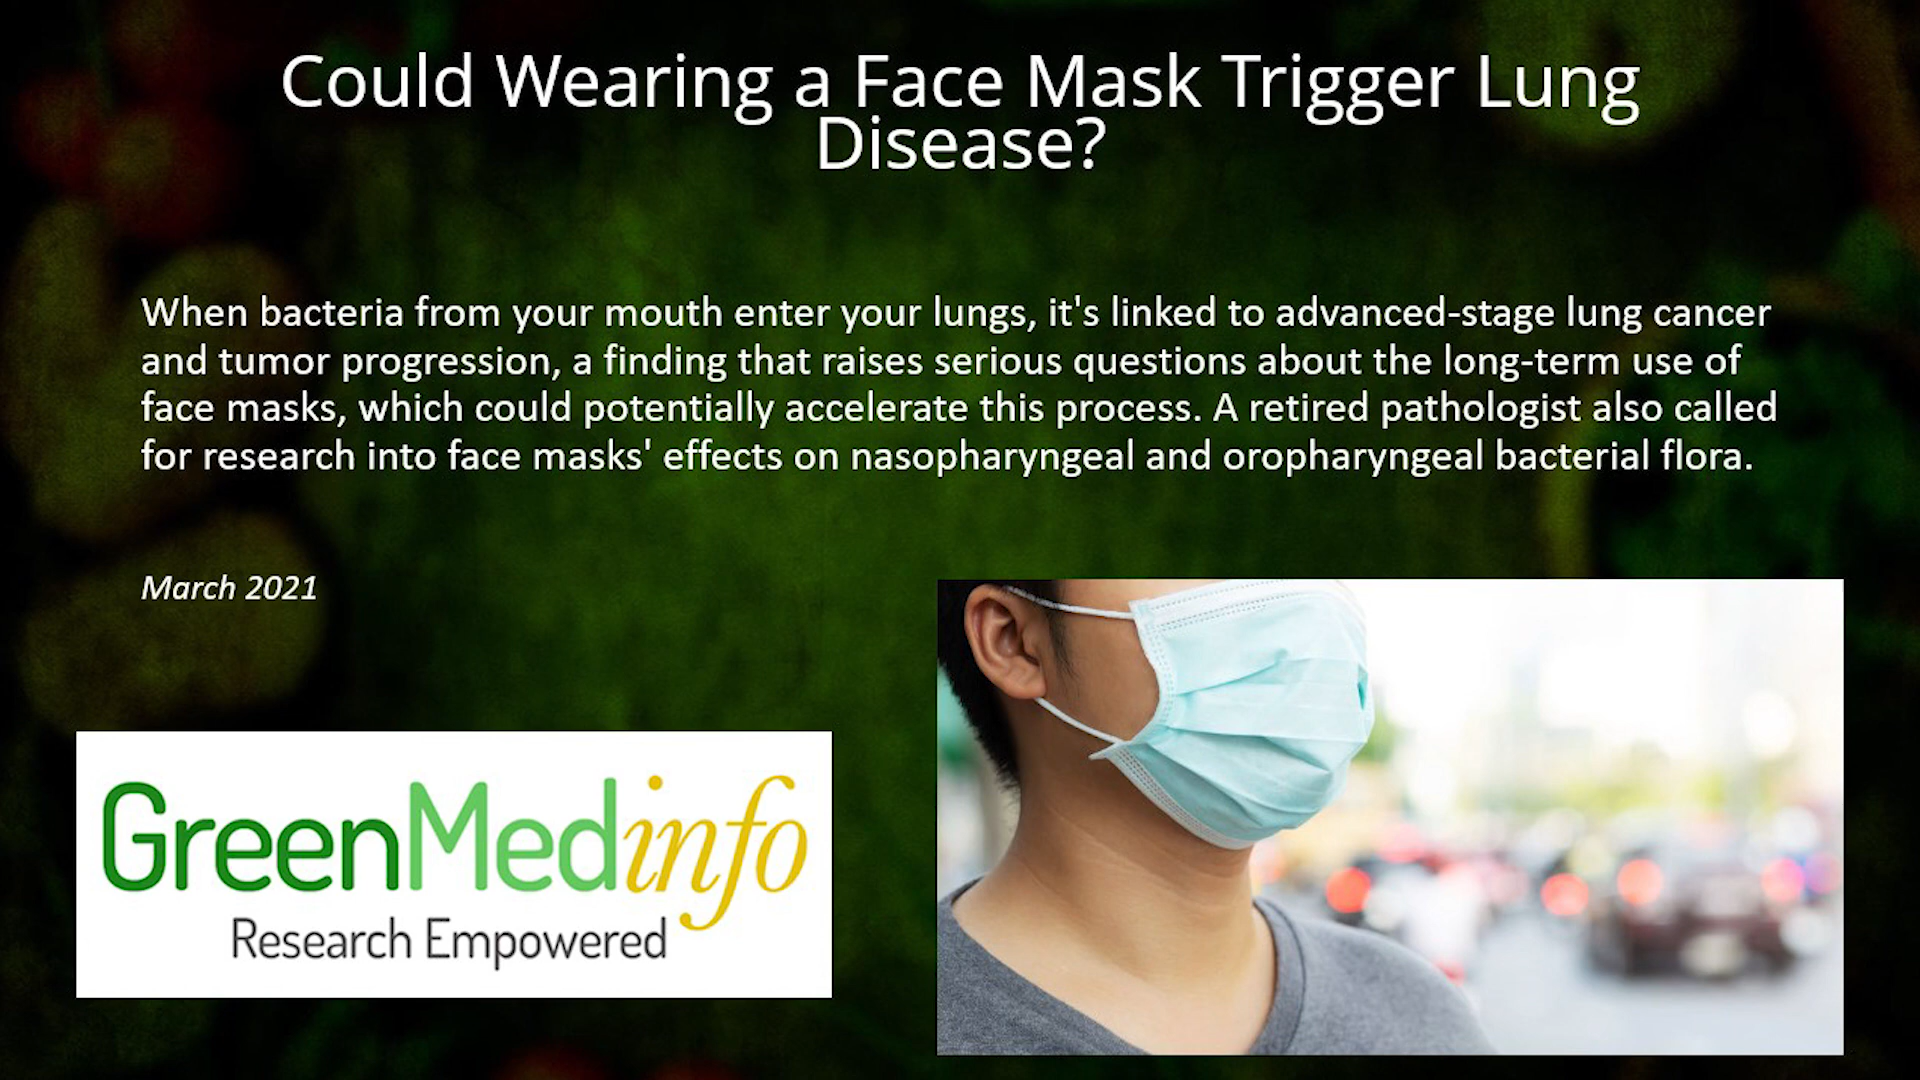 Could Wearing a Face Mask Trigger Lung
Disease?
When bacteria from your mouth enter your lungs, it's linked to advanced-stage lung cancer
and tumor progression, a finding that raises serious questions about the long-term use of
face masks, which could potentially accelerate this process. A retired pathologist also called
for research into face masks' effects on nasopharyngeal and oropharyngeal bacterial flora.
March 2021
GreenMedinfo
Research Empowered